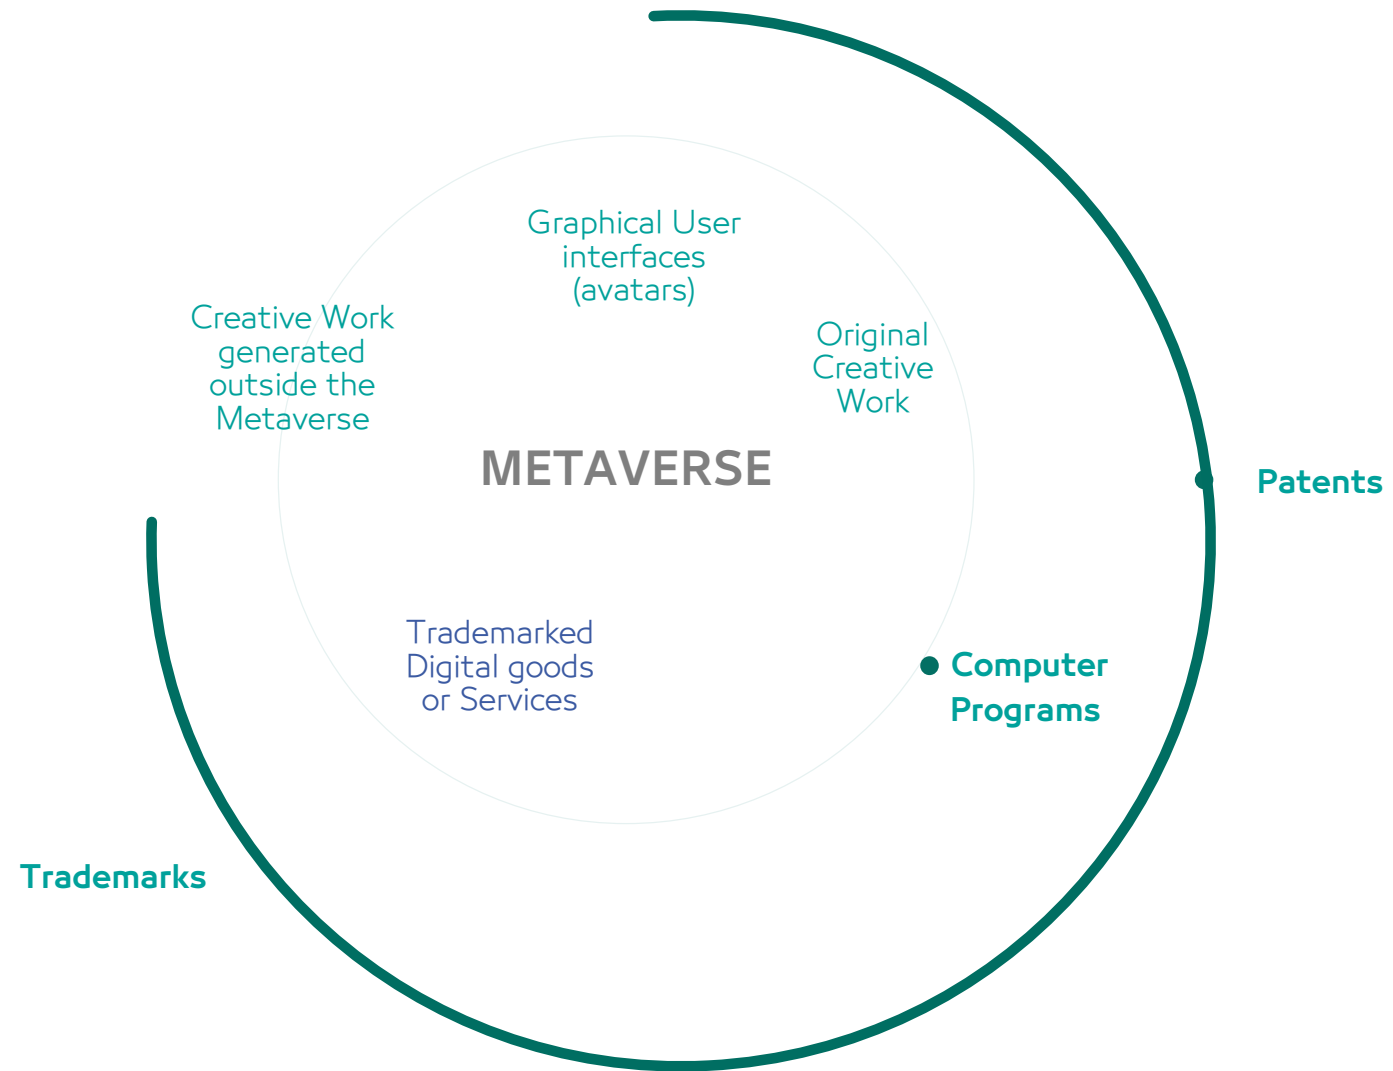 Graphical User
interfaces
(avatars)
Creative Work
generated
outside the
Metaverse
Original
Creative
Work
METAVERSE
Patents
Trademarked
Digital goods
or Services
Computer
Programs
Trademarks